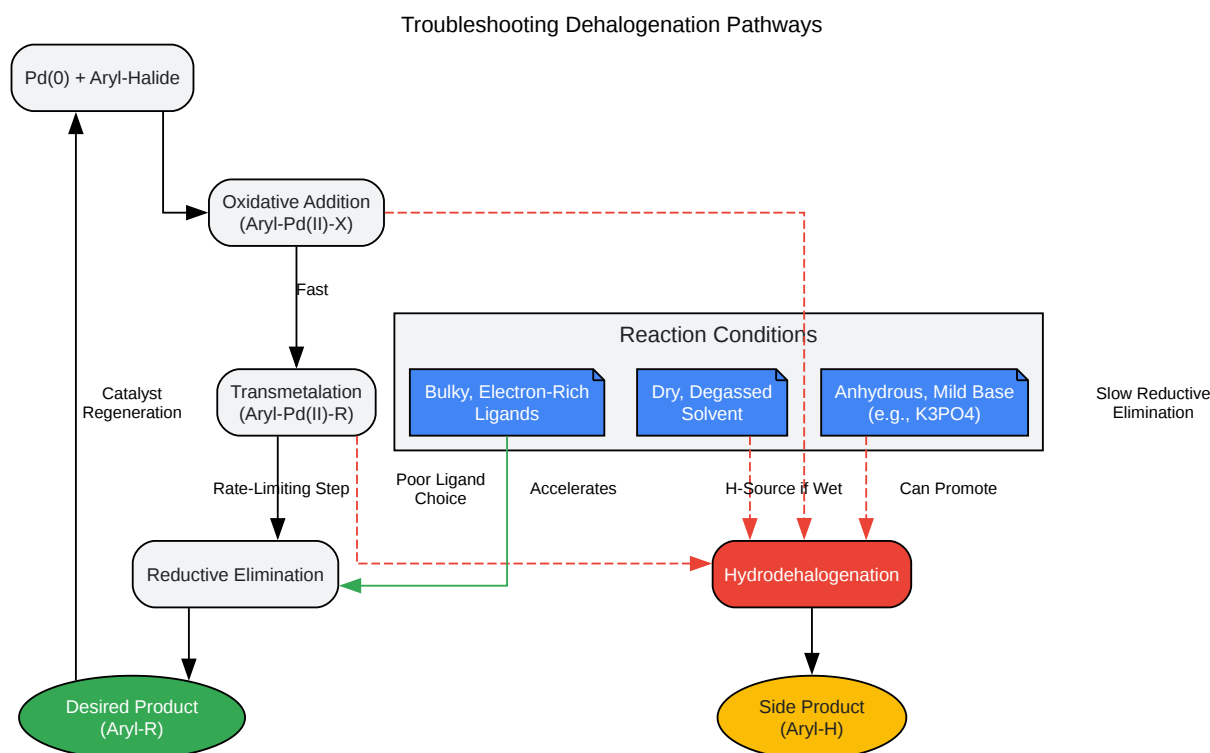 Troubleshooting Dehalogenation Pathways
Pd(0) + Aryl-Halide
Oxidative Addition
(Aryl-Pd(II)-X)
Fast
Reaction Conditions
Transmetalation
(Aryl-Pd(II)-R)
Bulky, Electron-Rich
Ligands
Dry, Degassed
Solvent
Anhydrous, Mild Base
(e.g., K3PO4)
Catalyst
Regeneration
Slow Reductive
Elimination
Rate-Limiting Step
Poor Ligand
Choice
Accelerates
H-Source if Wet
Can Promote
Reductive Elimination
Hydrodehalogenation
Desired Product
(Aryl-R)
Side Product
(Aryl-H)